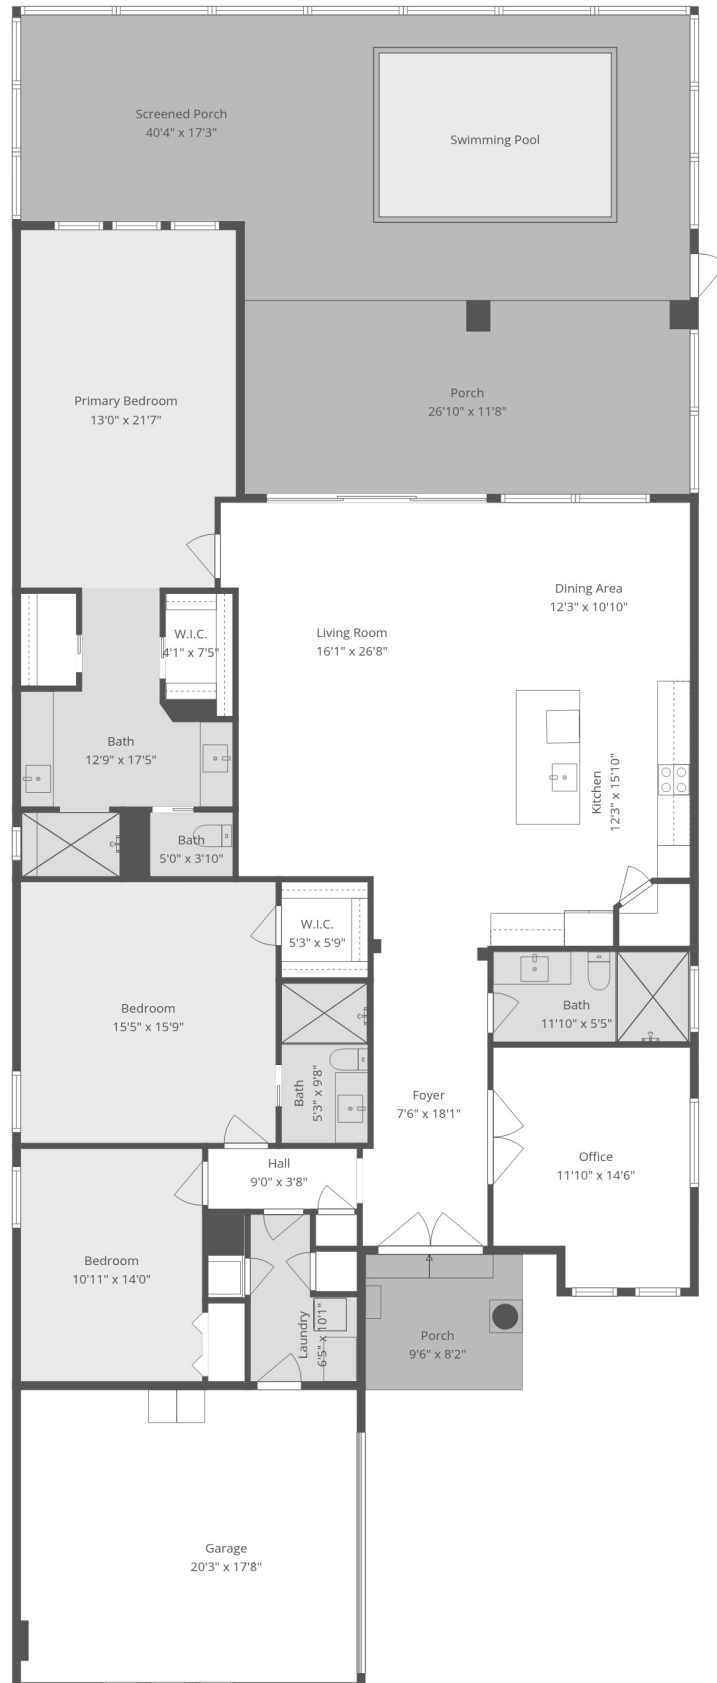 Screened Porch
40'4" x 17'3"
Swimming Pool
Primary Bedroom
13'0" x 21'7"
Porch
26'10" x 11'8"
Dining Area
12'3" x 10'10"
Living Room
16'1" x 26'8"
W.I.C.
4'1" x 7'5"
Bath
12'9" x 17'5"
Kitchen
12'3" x 15'10"
Bath
5'0" x 3'10"
W.I.C.
5'3" x 5'9"
Bedroom
15'5" x 15'9"
Bath
11'10" x 5'5"
Bath
5'3" x 9'8"
Foyer
7'6" x 18'1"
Office
11'10" x 14'6"
Hall
9'0" x 3'8"
Bedroom
10'11" x 14'0"
Laundry
6'5" x 10'1"
Porch
9'6" x 8'2"
Garage
20'3" x 17'8"